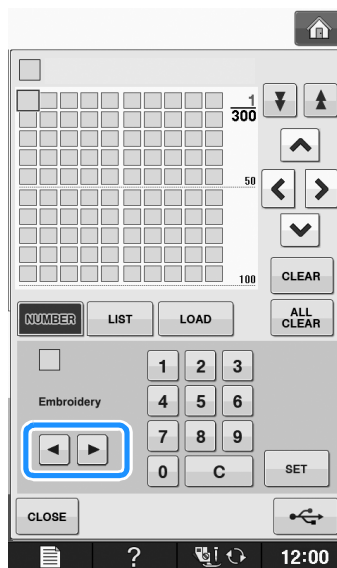 1
300
50
100
CLEAR
NUMBER LIST LOAD
ALL
CLEAR
1 2 3
Embroidery 4 5 6
7 8 9
0 C SET
CLOSE
? 12:00